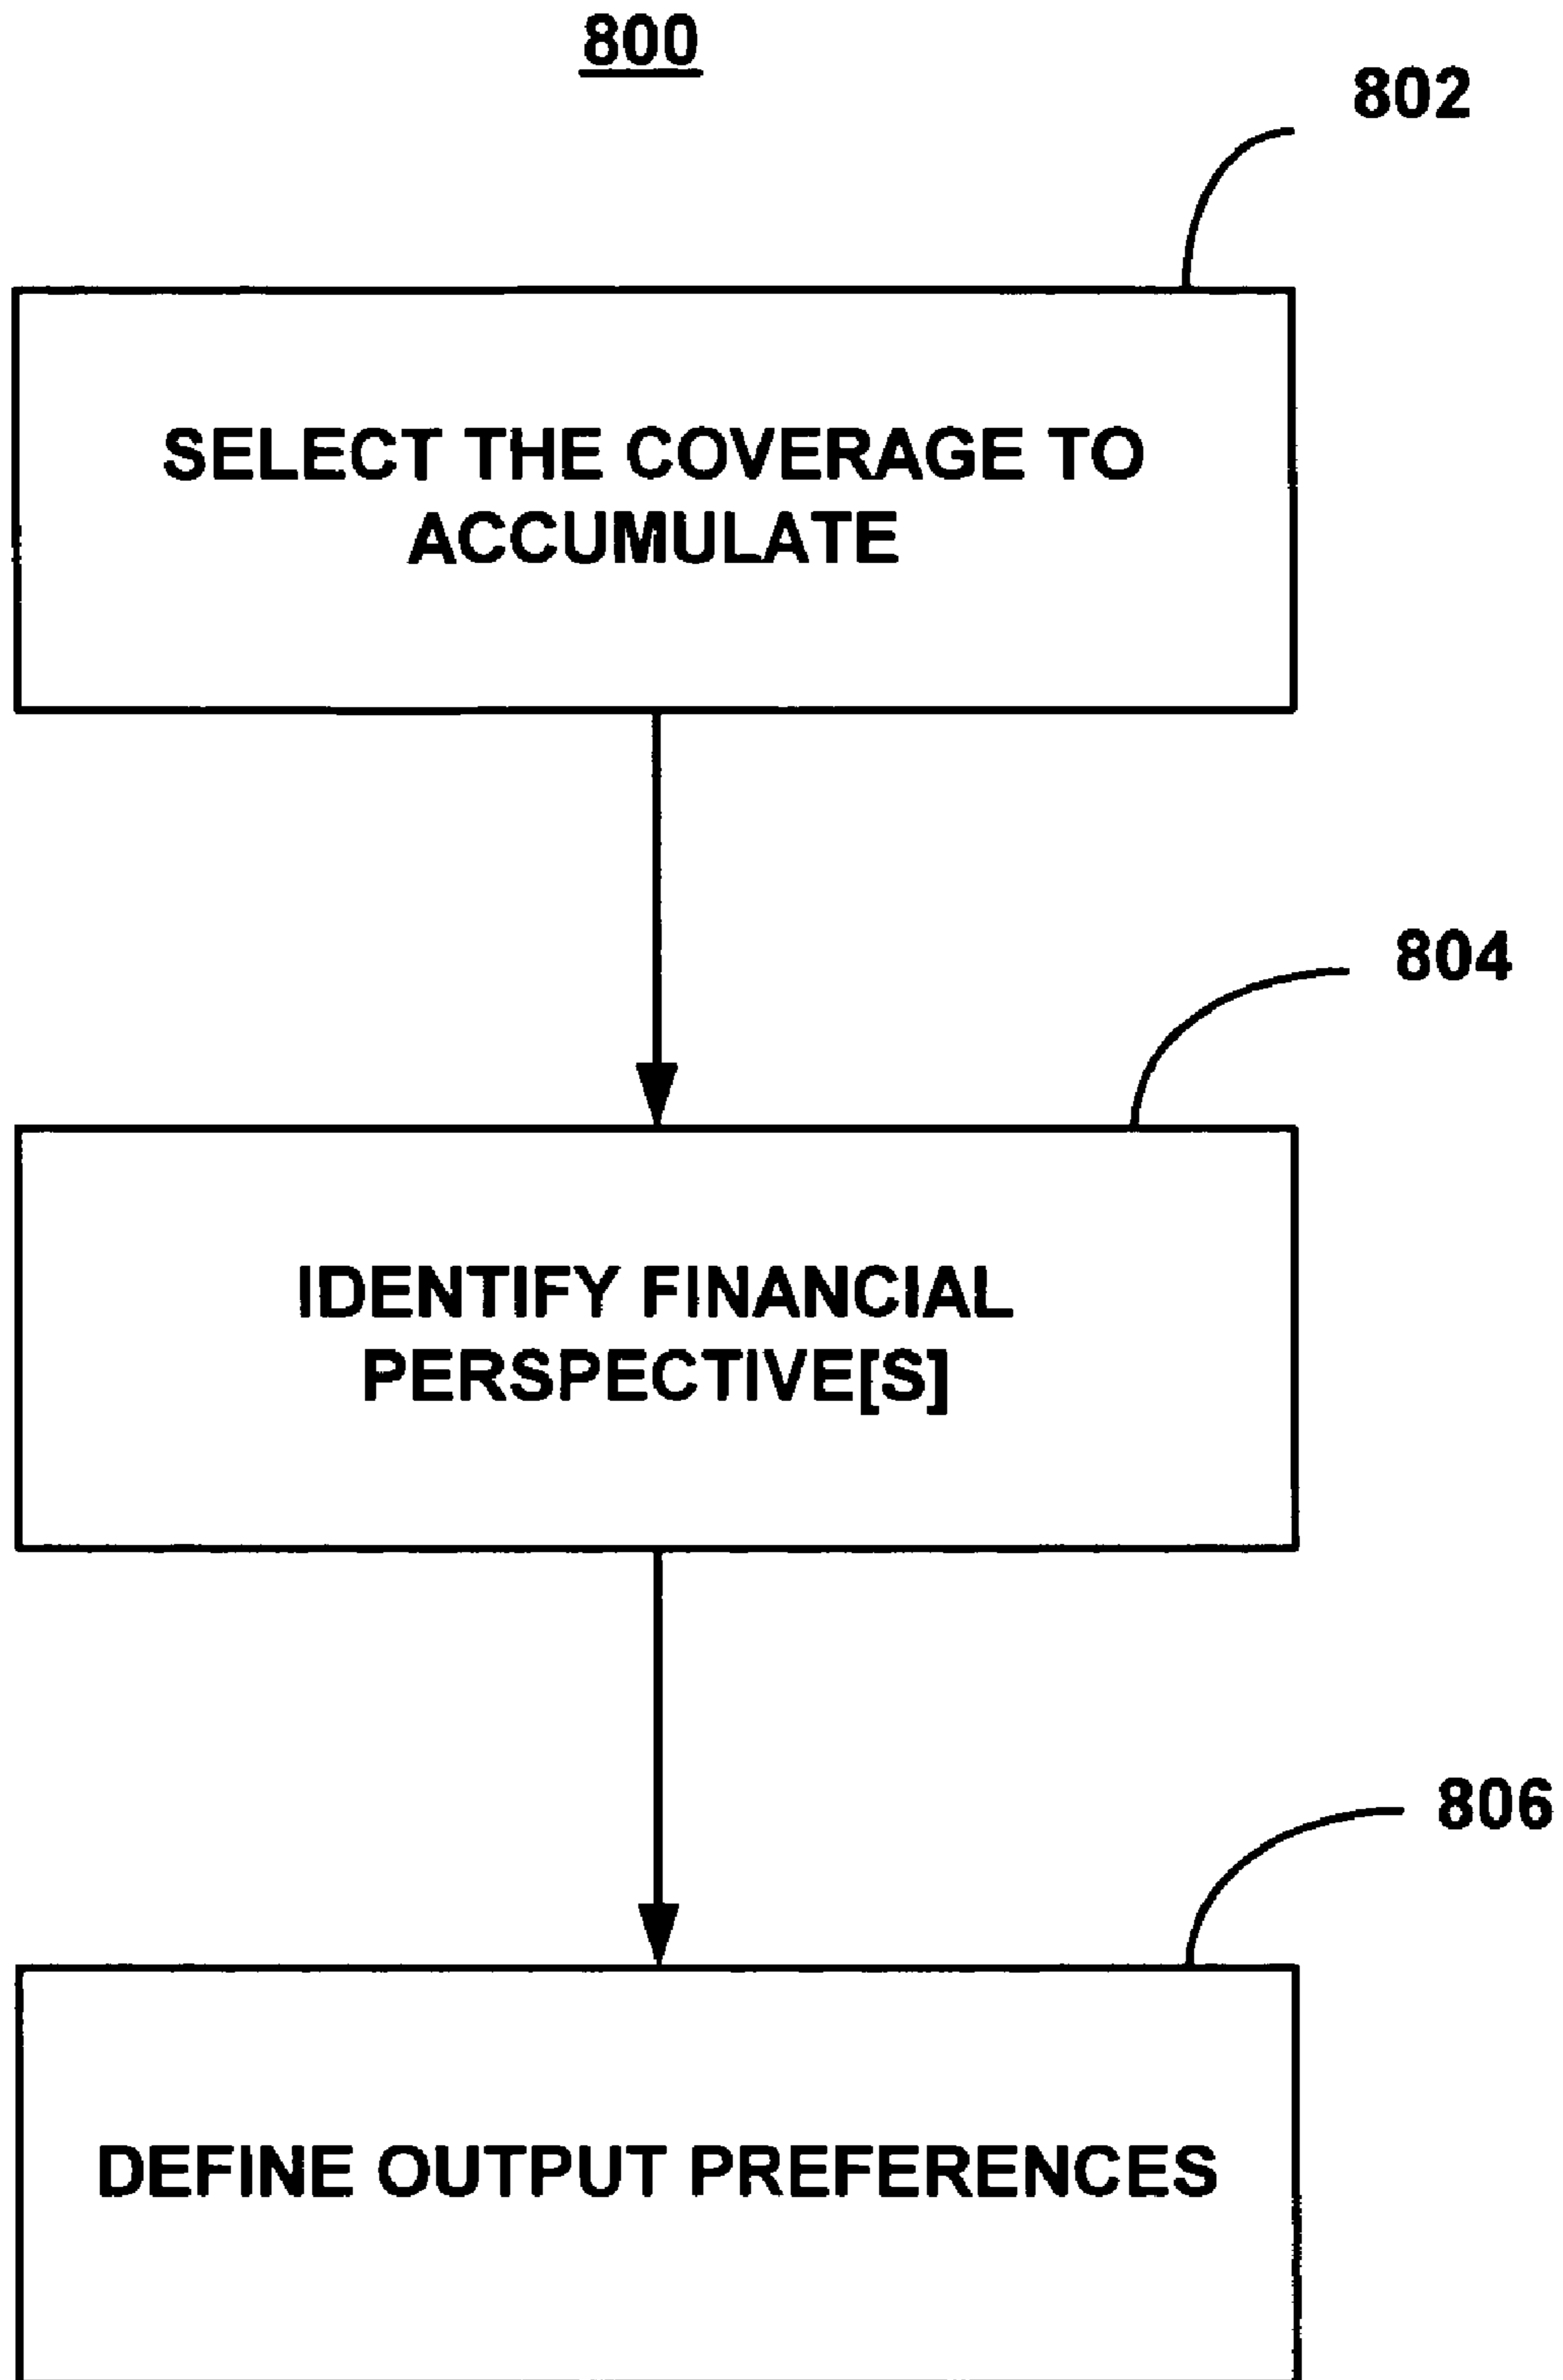 800
802
SELECT THE COVERAGE TO
ACCUMULATE
804
IDENTIFY FINANCIAL
PERSPECTIVE[S]
806
DEFINE OUTPUT PREFERENCES